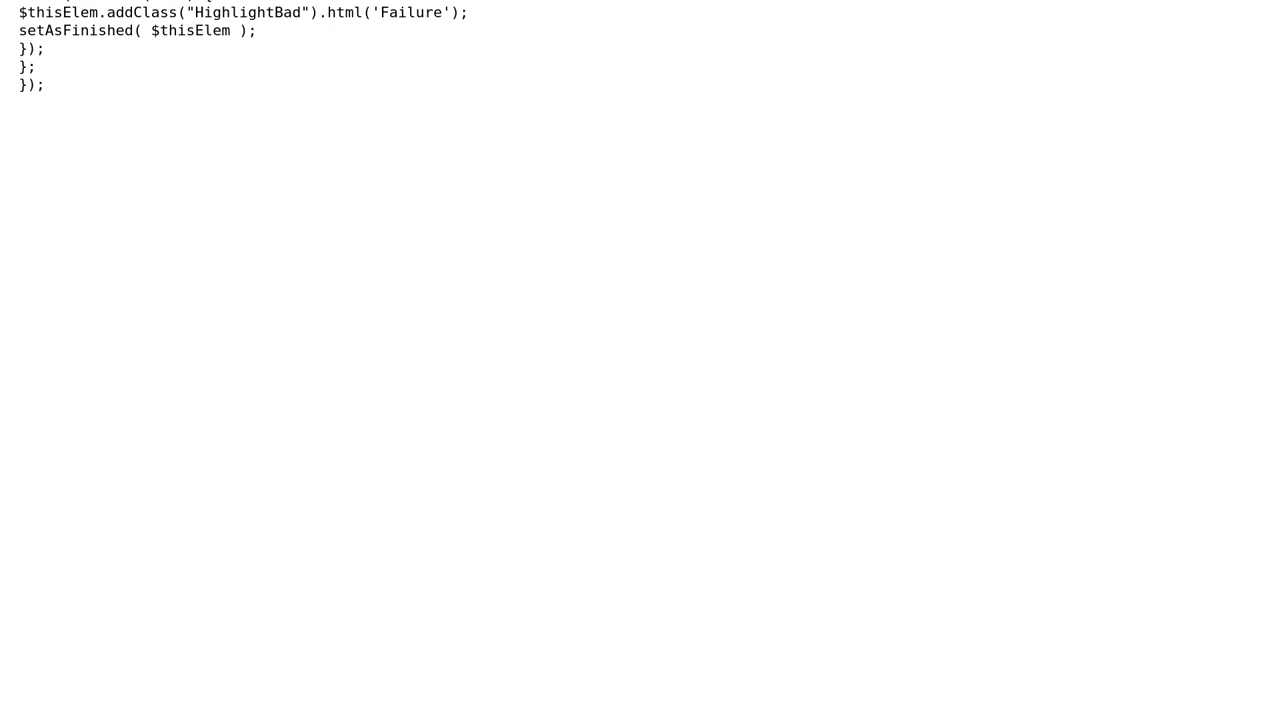 $thisElem.addClass("HighlightBad").html('Failure');
setAsFinished( $thisElem );
});
};
});